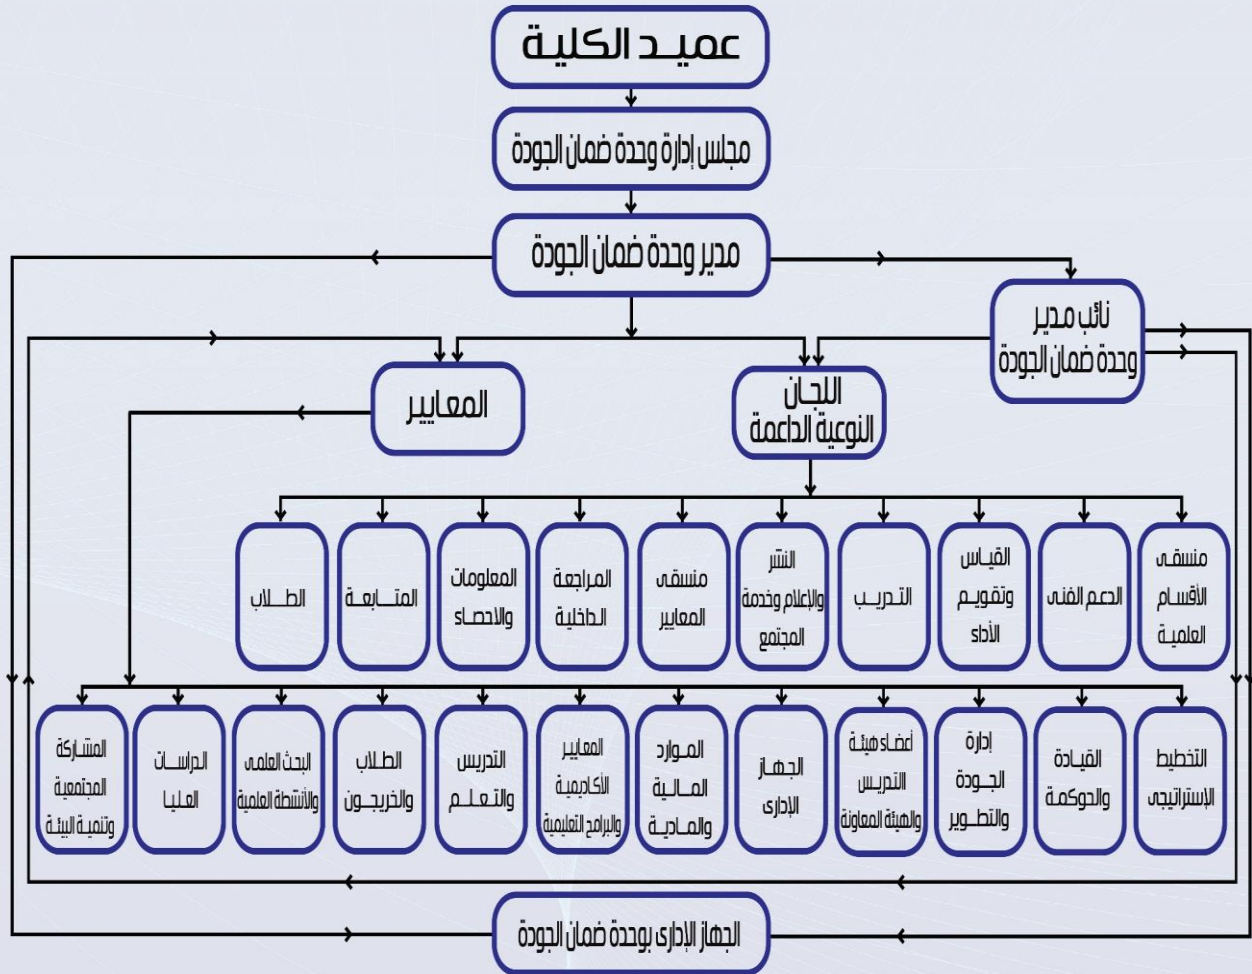 عميد الكلية
مجلس إدارة وحدة ضمان الجودة
مدير وحدة ضمان الجودة
نائب مدير
وحدة ضمان الجودة
اللجان
النوعية الداعمة
المعايير
منسقى
الأقسام
العلمية
الدعم الفنى
القياس
وتقويم
الأداء
التدريب
النشر
والإعلام وخدمة
المجتمع
منسقى
المعايير
المراجعة
الداخلية
المعلومات
والاحصاء
المتابعة
الطلاب
التخطيط
الإستراتيجى
القيادة
والحوكمة
إدارة
الجودة
والتطوير
أعضاء هيئة
التدريس
والهيئة المعاونة
الجهاز
الإدارى
الموارد
المالية
والمادية
المعايير
الأكاديمية
والبرامج التعليمية
التدريس
والتعلم
الطلاب
والخريجون
البحث العلمى
والأنشطة العلمية
الدراسات
العليا
المشاركة
المجتمعية
وتنمية البيئة
الجهاز الإدارى بوحدة ضمان الجودة